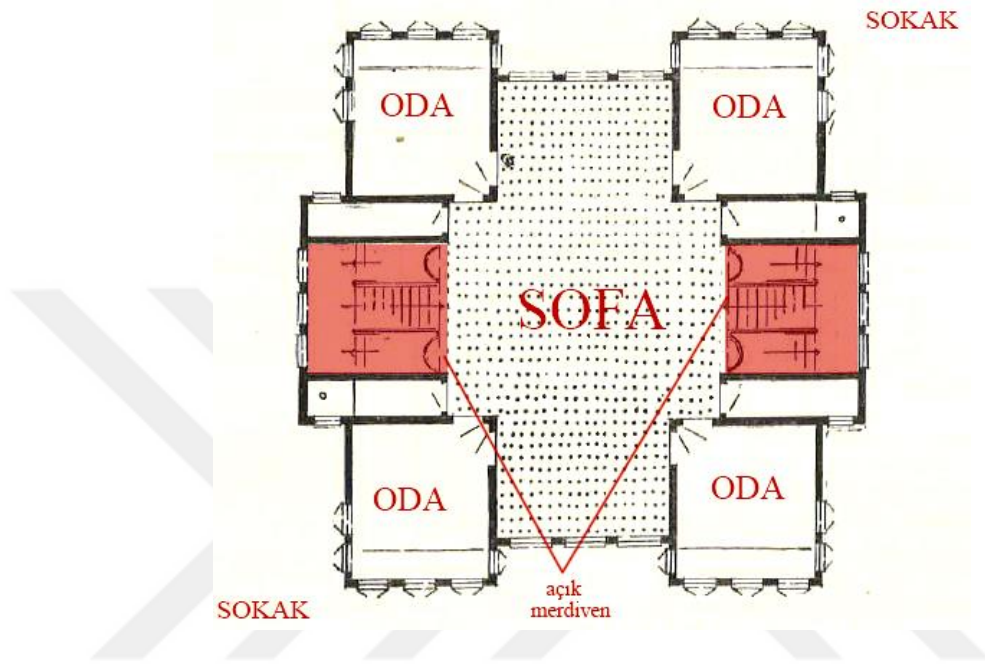 SOKAK
ODA
ODA
SOFA
ODA
ODA
açık
merdiven
SOKAK